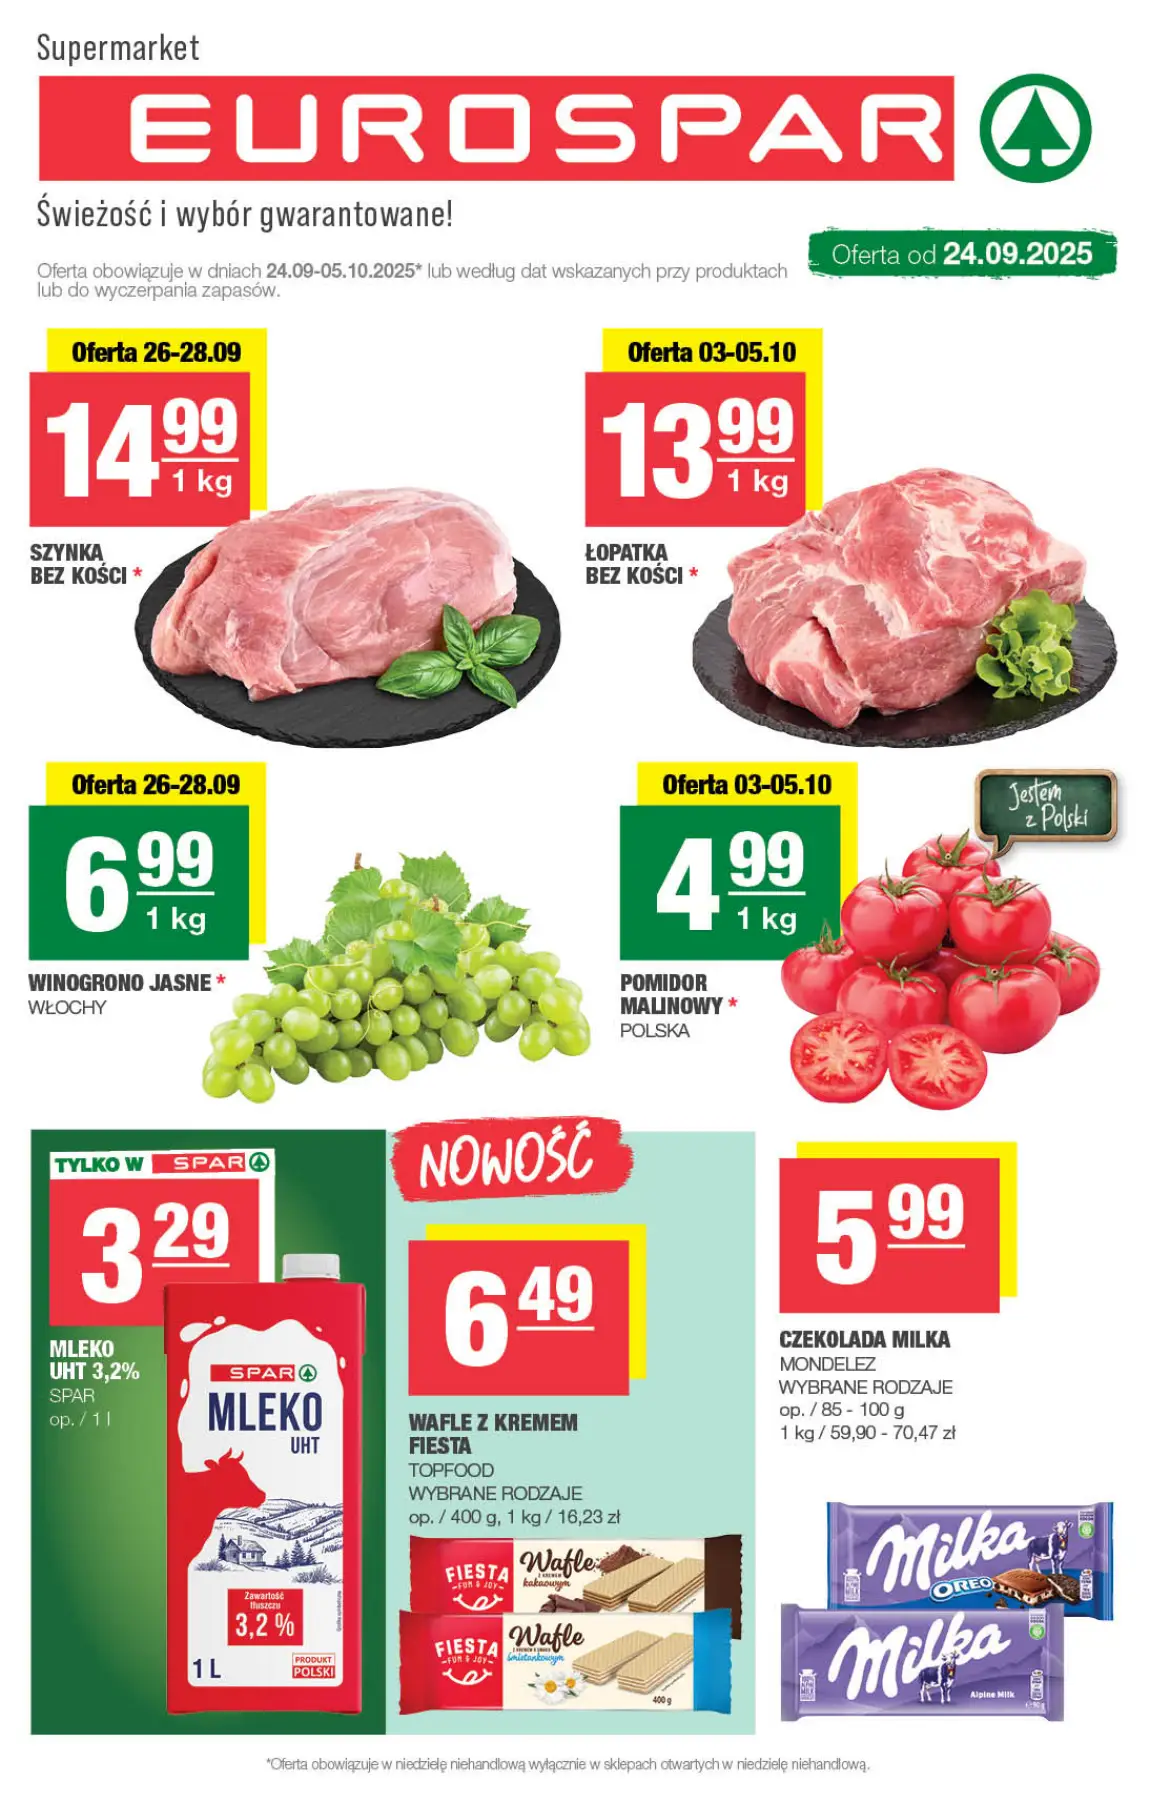 Supermarket
EUROSPAR
Świeżość i wybór gwarantowane!
Oferta obowiązuje w dniach 24.09-05.10.2025* lub według dat wskazanych przy produktach
lub do wyczerpania zapasów.
Oferta od 24.09.2025
Oferta 26-28.09
14 99
1 kg
SZYNKA
BEZ KOŚCI *
Oferta 03-05.10
13 99
1 kg
ŁOPATKA
BEZ KOŚCI *
Oferta 26-28.09
6 99
1 kg
WINOGRONO JASNE *
WŁOCHY
Oferta 03-05.10
4 99
1 kg
POMIDOR
MALINOWY *
POLSKA
Jestem
z Polski
TYLKO W SPAR
3 29
MLEKO
UHT 3,2%
SPAR
op. / 1 l
SPAR
MLEKO
UHT
Zawartość
tłuszczu
3,2 %
1 L
PRODUKT
POLSKI
NOWOŚĆ
6 49
WAFLE Z KREMEM
FIESTA
TOPFOOD
WYBRANE RODZAJE
op. / 400 g, 1 kg / 16,23 zł
FIESTA
FUN & JOY
Wafle
Z KREMEM
kakaowym
FIESTA
FUN & JOY
Wafle
śmietankowym
400 g
5 99
CZEKOLADA MILKA
MONDELEZ
WYBRANE RODZAJE
op. / 85 - 100 g
1 kg / 59,90 - 70,47 zł
Milka
OREO
Milka
Alpine Milk
*Oferta obowiązuje w niedzielę niehandlową wyłącznie w sklepach otwartych w niedzielę niehandlową.